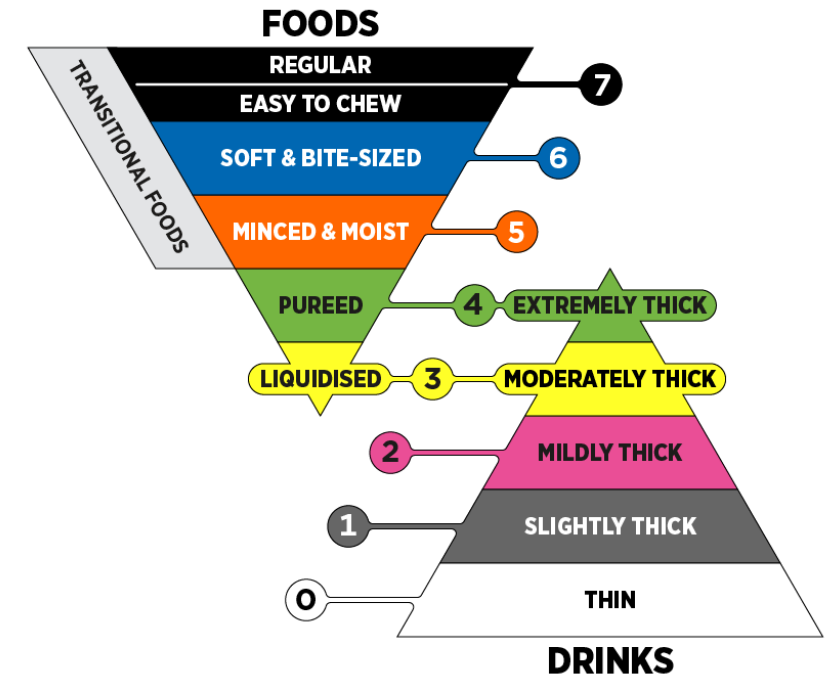 FOODS
REGULAR
7
EASY TO CHEW
TRANSITIONAL FOODS
SOFT & BITE-SIZED
6
MINCED & MOIST
5
PUREED
4
EXTREMELY THICK
LIQUIDISED
3
MODERATELY THICK
2
MILDLY THICK
1
SLIGHTLY THICK
0
THIN
DRINKS